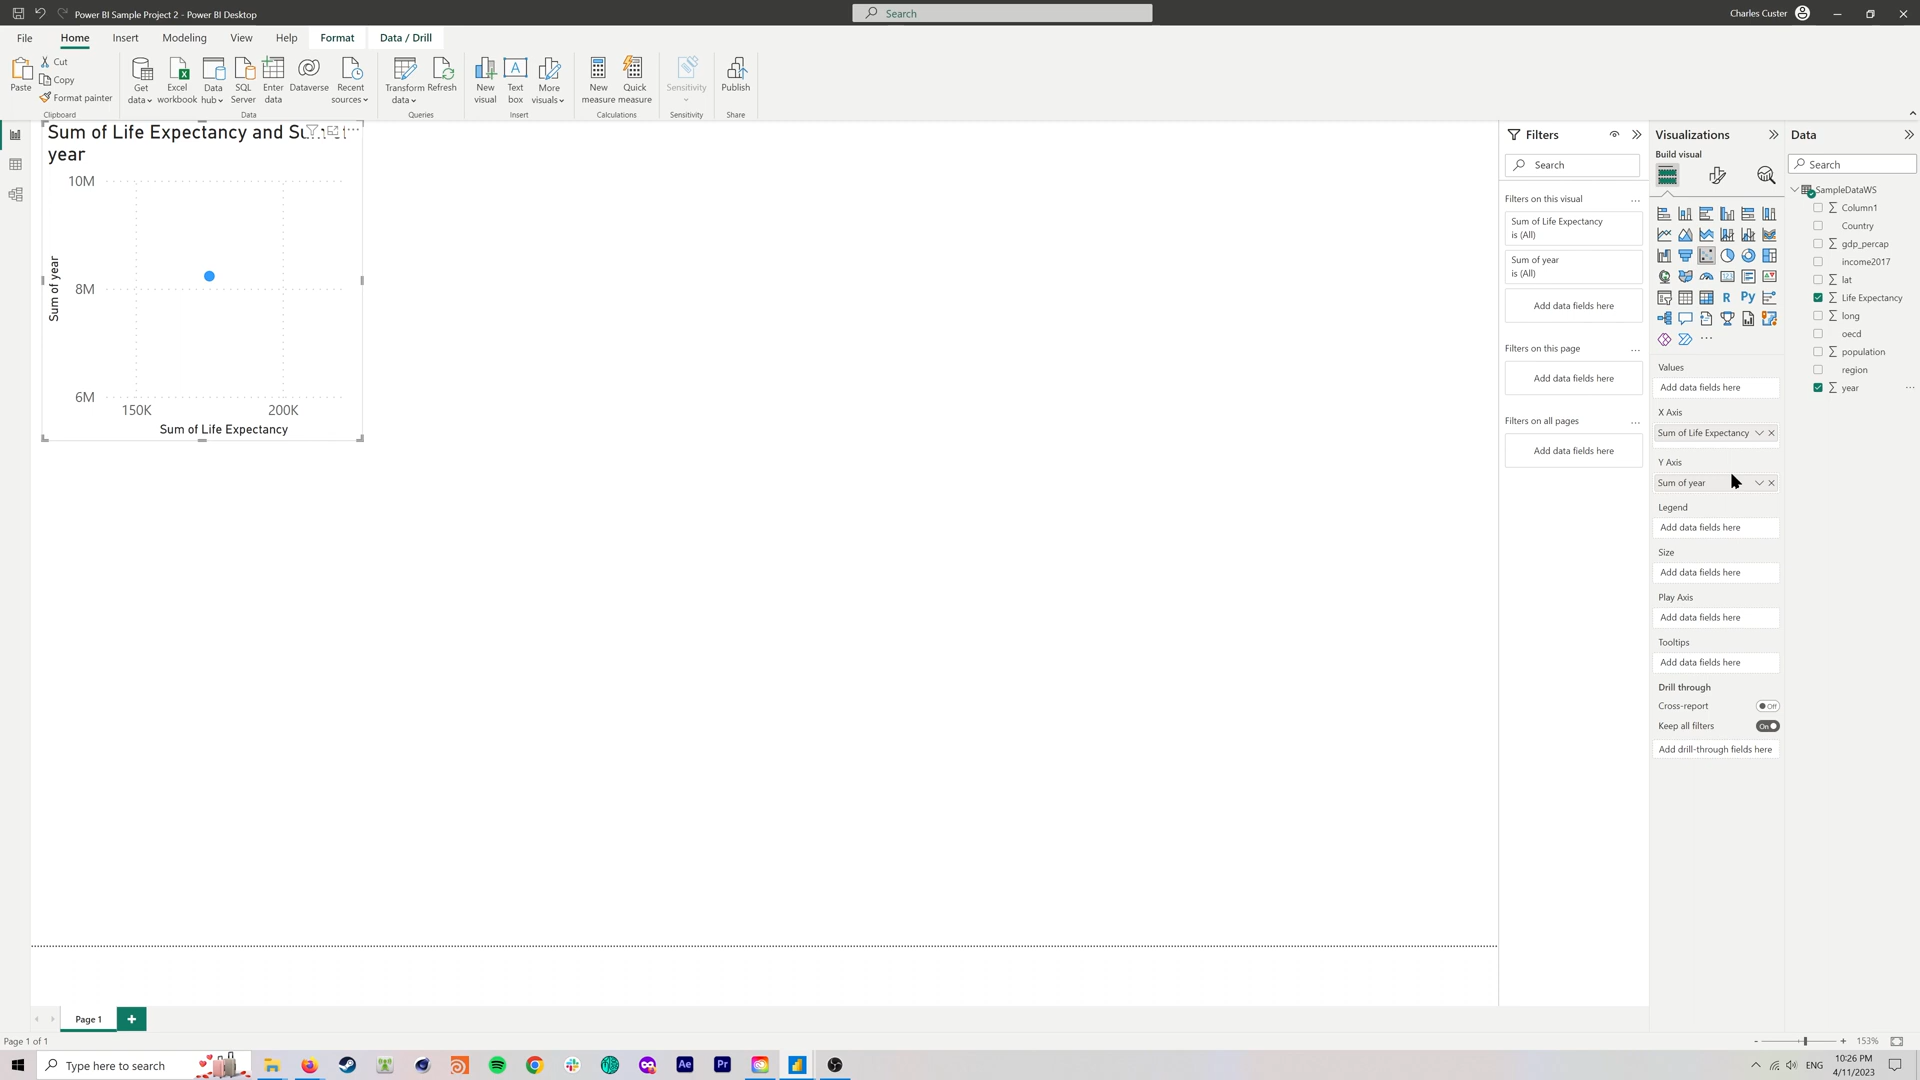 Power BI Sample Project 2 - Power BI Desktop
Search
Charles Custer
File
Home
Insert
Modeling
View
Help
Format
Data / Drill
Paste
Cut
Copy
Format painter
Clipboard
Get data
Excel workbook
Data hub
SQL Server
Enter data
Dataverse
Recent sources
Data
Transform data
Refresh
Queries
New visual
Text box
More visuals
Insert
New measure
Quick measure
Calculations
Sensitivity
Sensitivity
Publish
Share
Sum of Life Expectancy and Sum of
year
10M
8M
6M
Sum of year
150K
200K
Sum of Life Expectancy
Filters
Search
Filters on this visual
...
Sum of Life Expectancy
is (All)
Sum of year
is (All)
Add data fields here
Filters on this page
...
Add data fields here
Filters on all pages
...
Add data fields here
Visualizations
Build visual
R
Py
...
Values
Add data fields here
X Axis
Sum of Life Expectancy
Y Axis
Sum of year
Legend
Add data fields here
Size
Add data fields here
Play Axis
Add data fields here
Tooltips
Add data fields here
Drill through
Cross-report
Off
Keep all filters
On
Add drill-through fields here
Data
Search
SampleDataWS
Column1
Country
gdp_percap
income2017
lat
Life Expectancy
long
oecd
population
region
year
...
Page 1
Page 1 of 1
153%
Type here to search
Ae
Pr
ENG
10:26 PM
4/11/2023